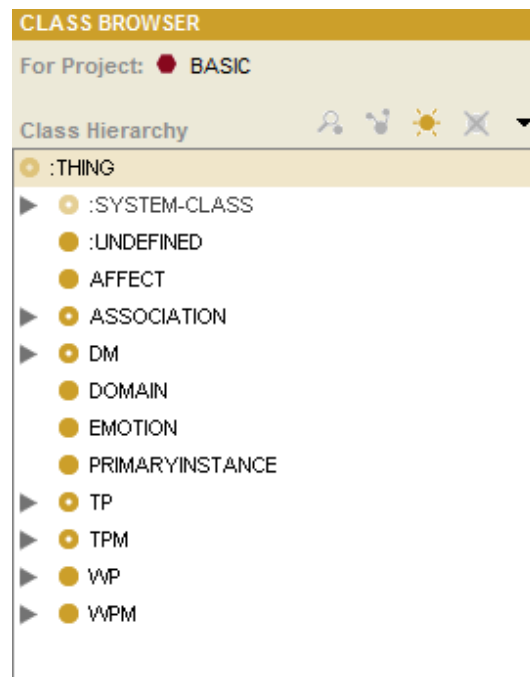 CLASS BROWSER
For Project: BASIC
Class Hierarchy
:THING
:SYSTEM-CLASS
:UNDEFINED
AFFECT
ASSOCIATION
DM
DOMAIN
EMOTION
PRIMARYINSTANCE
TP
TPM
WP
WPM